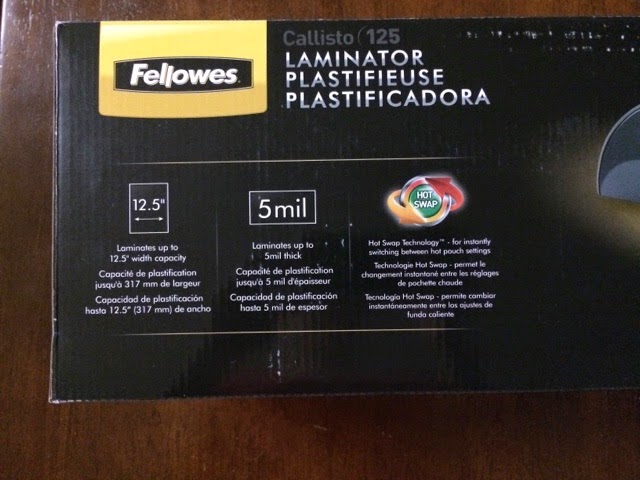 Fellowes.
Callisto 125
LAMINATOR
PLASTIFIEUSE
PLASTIFICADORA
12.5"
Laminates up to
12.5" width capacity
Capacité de plastification
jusqu'à 317 mm de largeur
Capacidad de plastificación
hasta 12.5" (317 mm) de ancho
5mil
Laminates up to
5mil thick
Capacité de plastification
jusqu'à 5 mil d'épaisseur
Capacidad de plastificación
hasta 5 mil de espesor
HOT
SWAP
Hot Swap Technology™ - for instantly
switching between hot pouch settings
Technologie Hot Swap - permet le
changement instantané entre les réglages
de pochette chaude
Tecnología Hot Swap - permite cambiar
instantáneamente entre los ajustes de
funda caliente